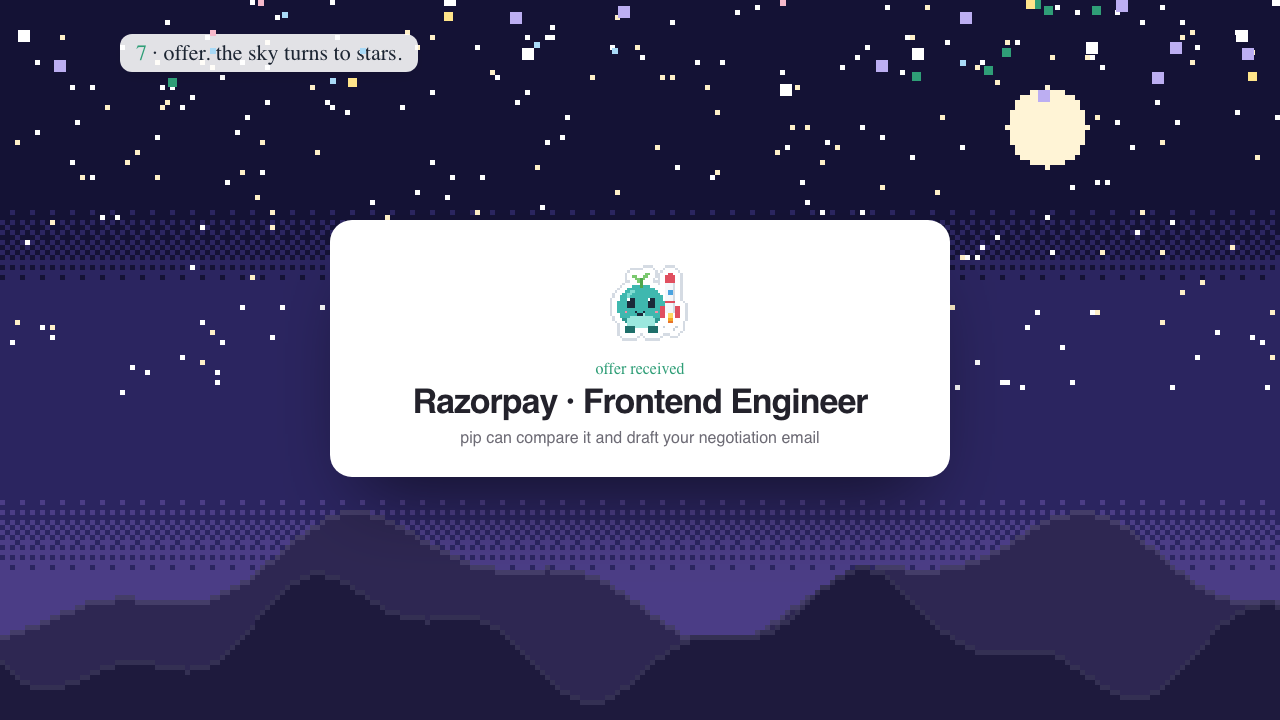 7 · offer. the sky turns to stars.
offer received
Razorpay · Frontend Engineer
pip can compare it and draft your negotiation email